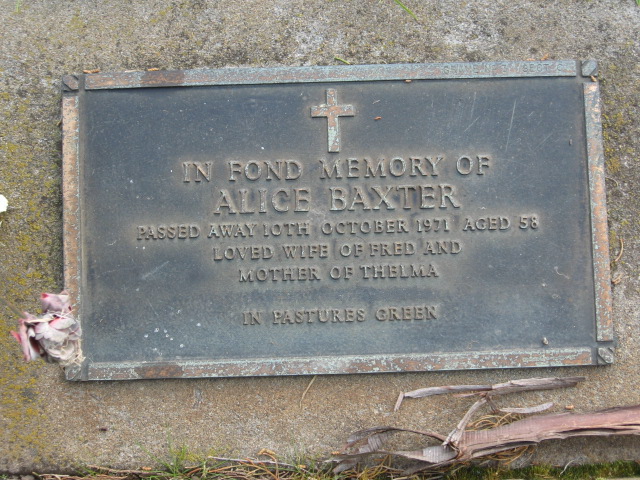 IN FOND MEMORY OF
ALICE BAXTER
PASSED AWAY 10TH OCTOBER 1971 AGED 58
LOVED WIFE OF FRED AND
MOTHER OF THELMA
IN PASTURES GREEN